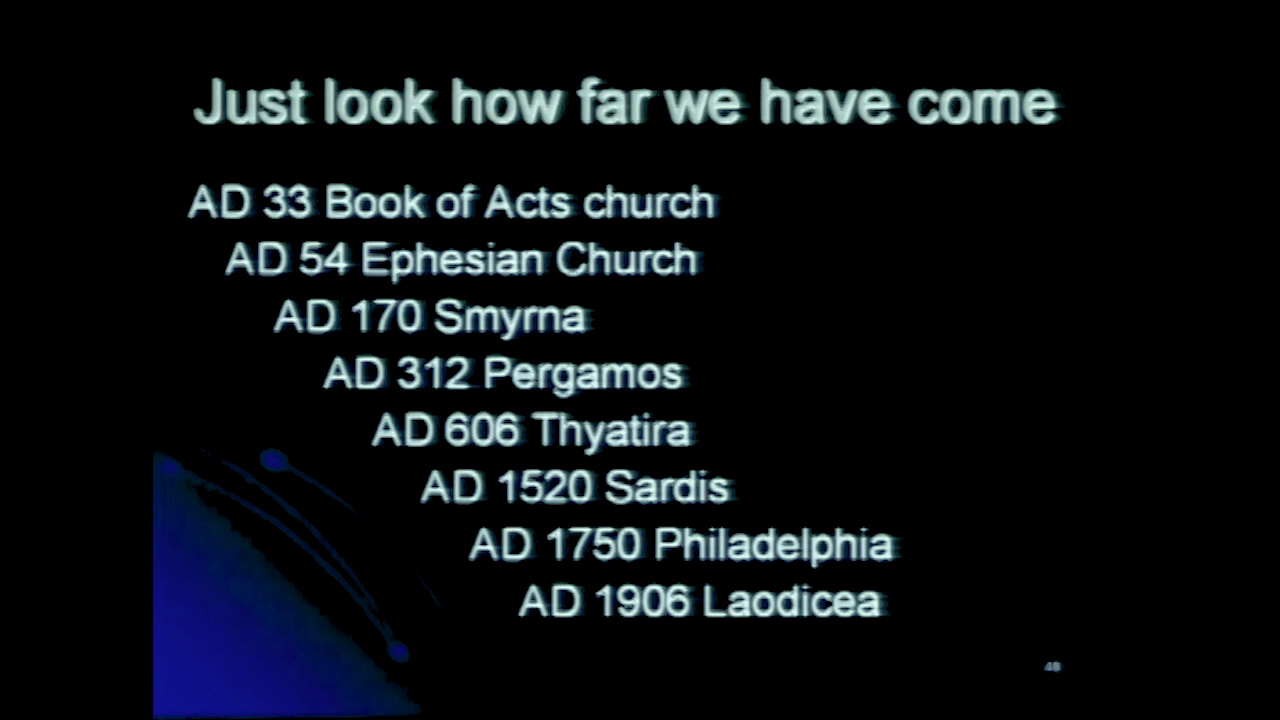 Just look how far we have come
AD 33 Book of Acts church
AD 54 Ephesian Church
AD 170 Smyrna
AD 312 Pergamos
AD 606 Thyatira
AD 1520 Sardis
AD 1750 Philadelphia
AD 1906 Laodicea